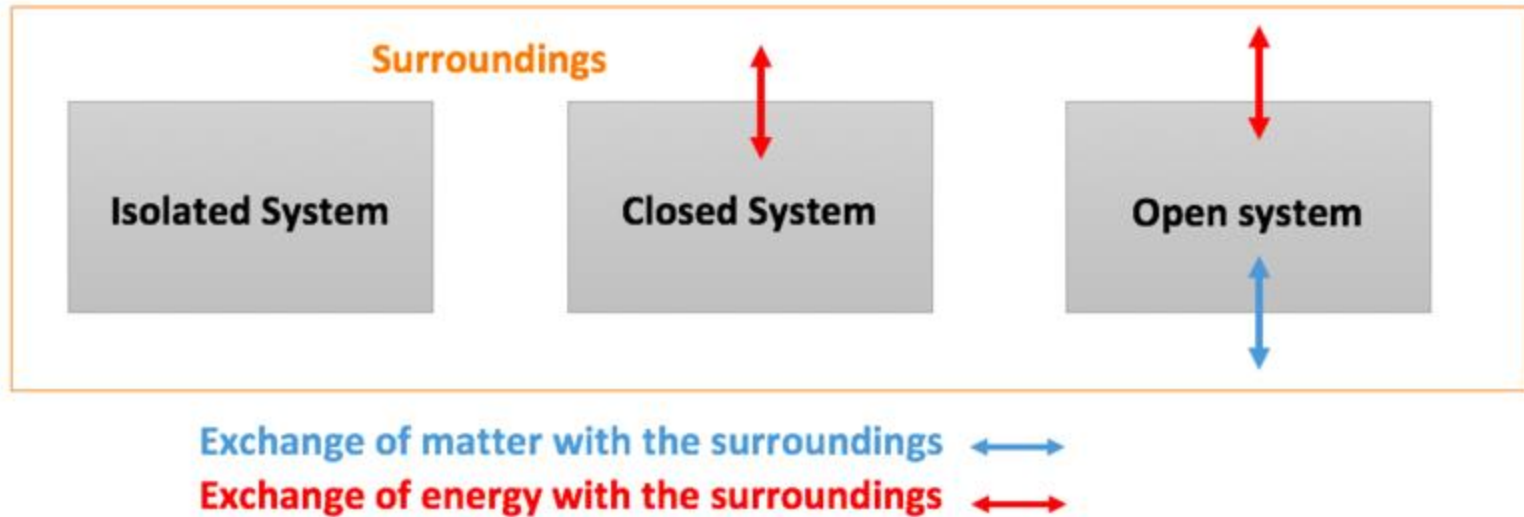 Surroundings
Isolated System
Closed System
Open system
Exchange of matter with the surroundings
Exchange of energy with the surroundings